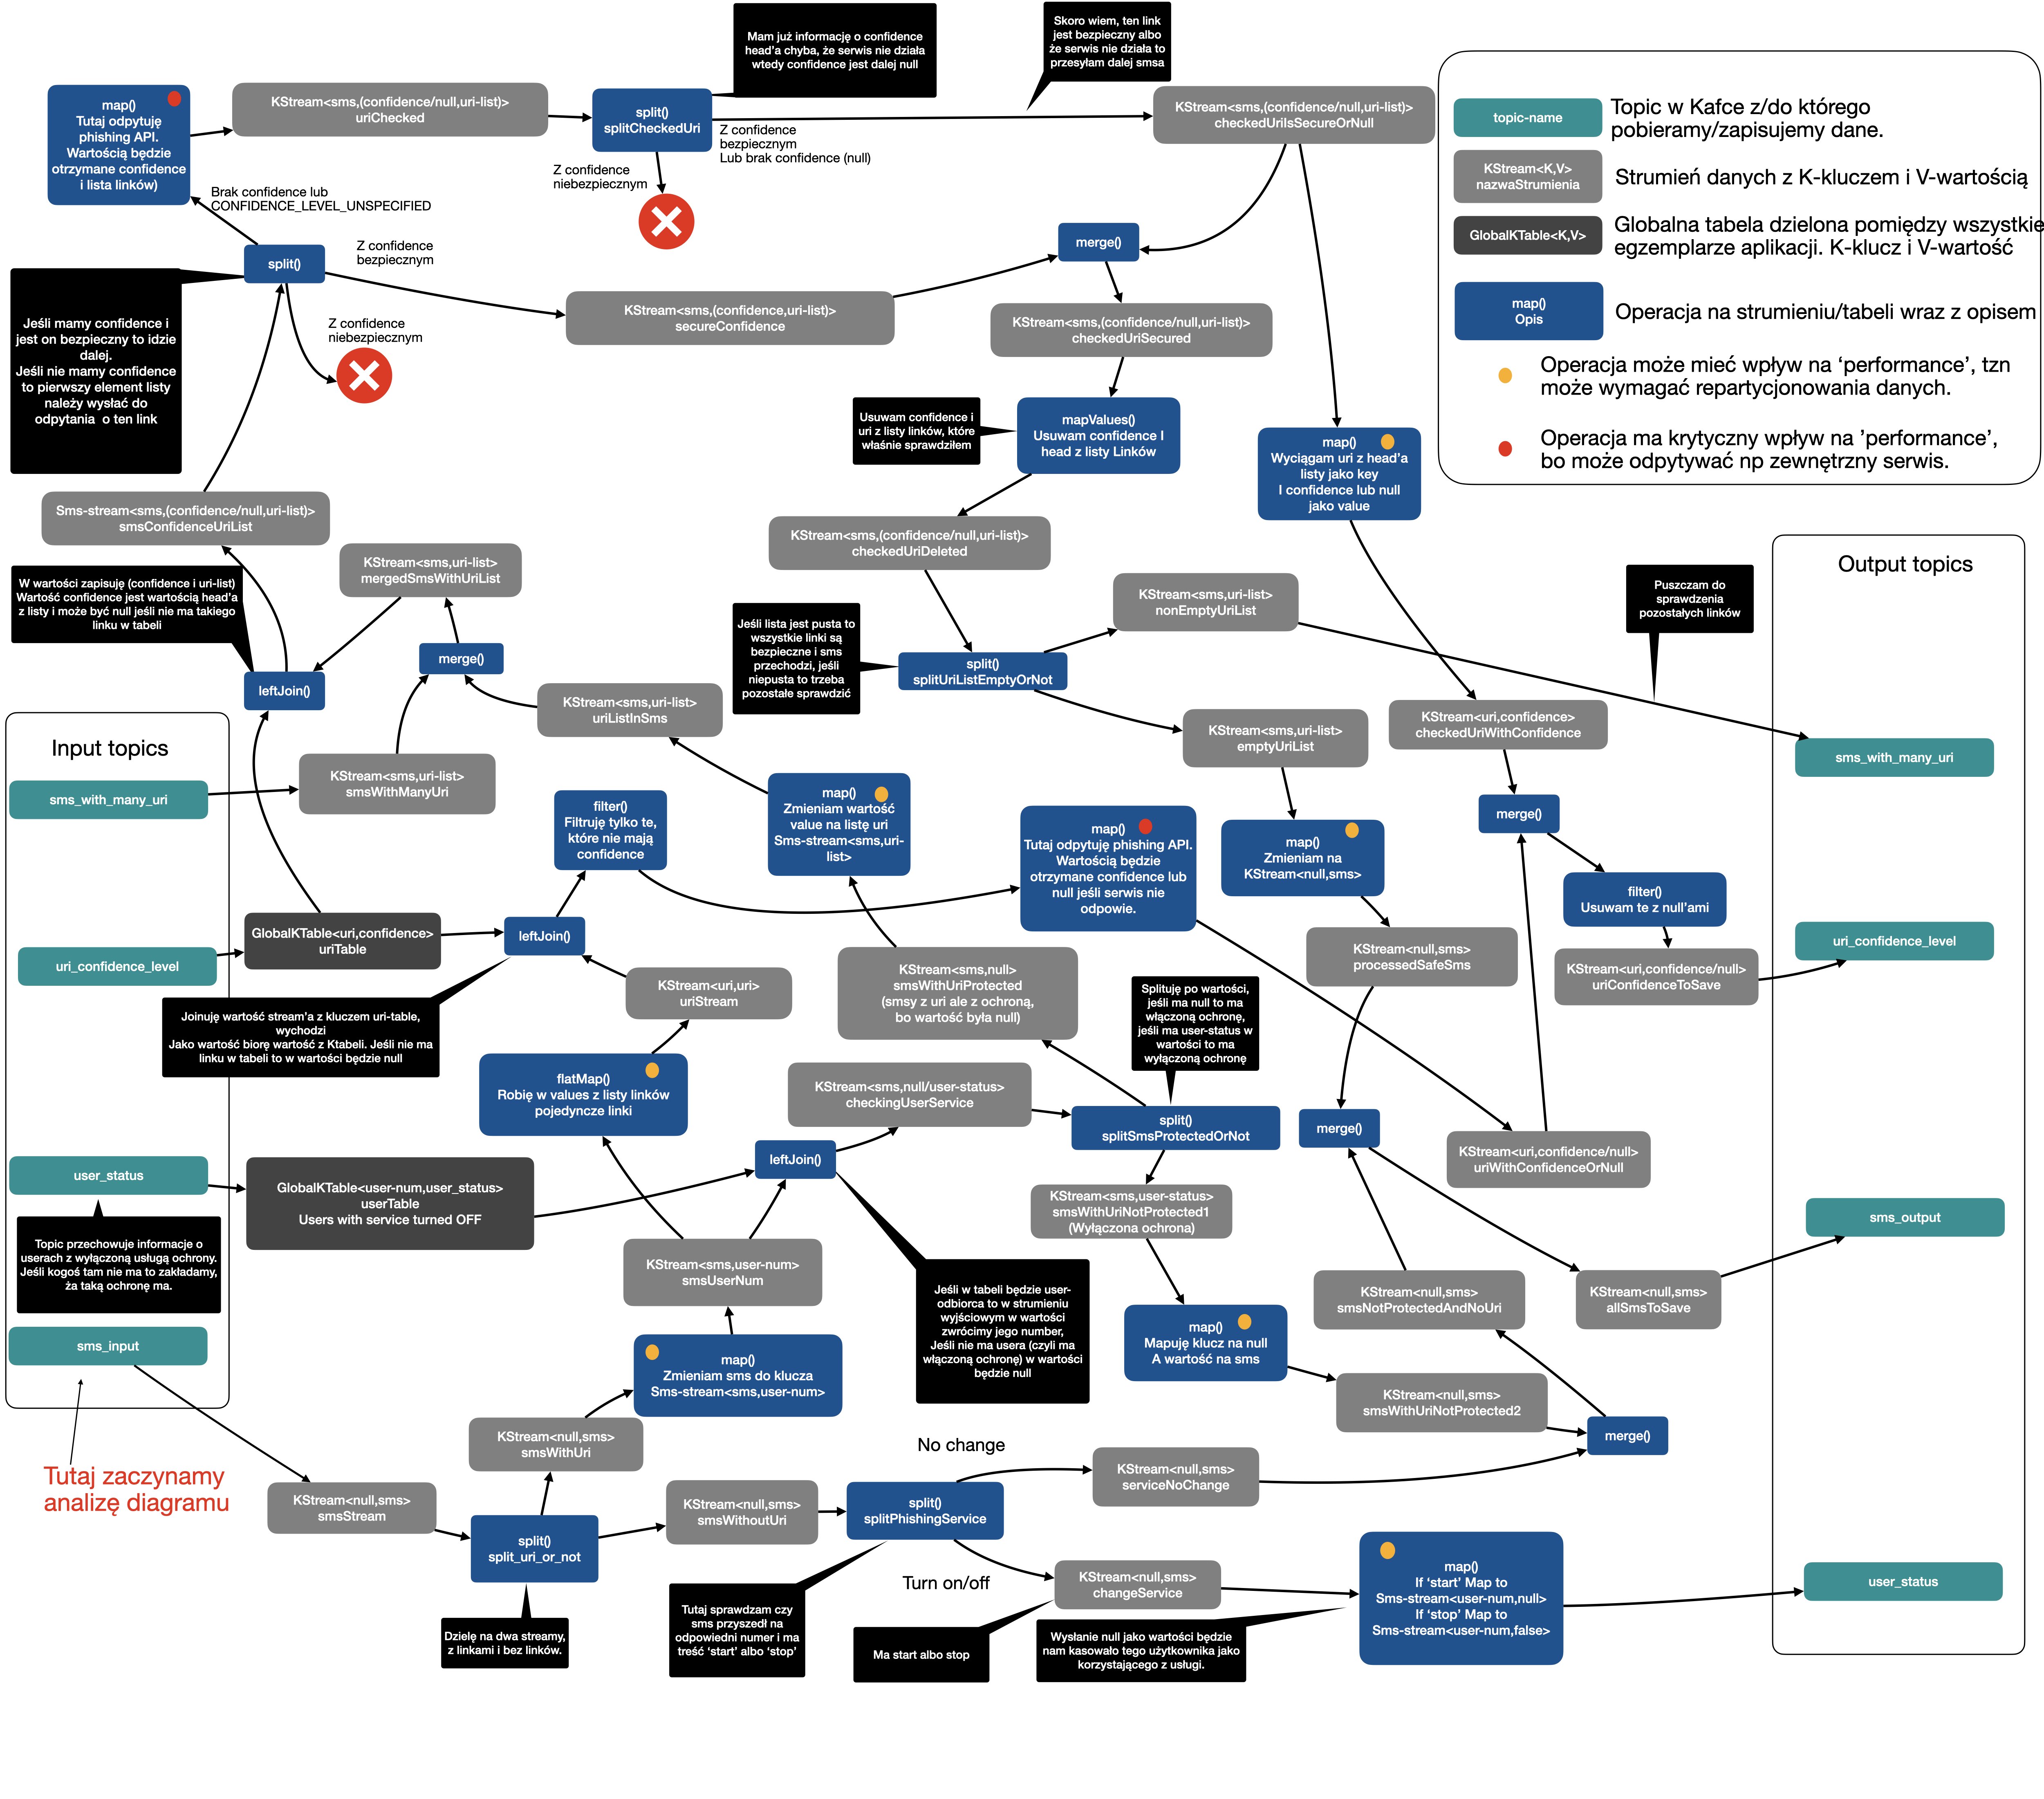 Mam już informację o confidence
head'a chyba, że serwis nie działa
wtedy confidence jest dalej null
Skoro wiem, ten link
jest bezpieczny albo
że serwis nie działa to
przesyłam dalej smsa
map()
Tutaj odpytuję
phishing API.
Wartością będzie
otrzymane confidence
i lista linków)
KStream<sms,(confidence/null,uri-list)>
uriChecked
split()
splitCheckedUri
Z confidence
bezpiecznym
Lub brak confidence (null)
Z confidence
niebezpiecznym
KStream<sms,(confidence/null,uri-list)>
checkedUriIsSecureOrNull
topic-name
Topic w Kafce z/do którego
pobieramy/zapisujemy dane.
KStream<K,V>
nazwaStrumienia
Strumień danych z K-kluczem i V-wartością
GlobalKTable<K,V>
Globalna tabela dzielona pomiędzy wszystkie
egzemplarze aplikacji. K-klucz i V-wartość
map()
Opis
Operacja na strumieniu/tabeli wraz z opisem
Operacja może mieć wpływ na 'performance', tzn
może wymagać repartycjonowania danych.
Operacja ma krytyczny wpływ na 'performance',
bo może odpytywać np zewnętrzny serwis.
Brak confidence lub
CONFIDENCE_LEVEL_UNSPECIFIED
split()
Z confidence
bezpiecznym
Z confidence
niebezpiecznym
Jeśli mamy confidence i
jest on bezpieczny to idzie
dalej.
Jeśli nie mamy confidence
to pierwszy element listy
należy wysłać do
odpytania  o ten link
KStream<sms,(confidence,uri-list)>
secureConfidence
merge()
KStream<sms,(confidence/null,uri-list)>
checkedUriSecured
Usuwam confidence i
uri z listy linków, które
właśnie sprawdziłem
mapValues()
Usuwam confidence I
head z listy Linków
map()
Wyciągam uri z head'a
listy jako key
I confidence lub null
jako value
Sms-stream<sms,(confidence/null,uri-list)>
smsConfidenceUriList
W wartości zapisuję (confidence i uri-list)
Wartość confidence jest wartością head'a
z listy i może być null jeśli nie ma takiego
linku w tabeli
KStream<sms,uri-list>
mergedSmsWithUriList
merge()
leftJoin()
KStream<sms,(confidence/null,uri-list)>
checkedUriDeleted
Jeśli lista jest pusta to
wszystkie linki są
bezpieczne i sms
przechodzi, jeśli
niepusta to trzeba
pozostałe sprawdzić
split()
splitUriListEmptyOrNot
KStream<sms,uri-list>
nonEmptyUriList
Puszczam do
sprawdzenia
pozostałych linków
Output topics
KStream<sms,uri-list>
uriListInSms
KStream<sms,uri-list>
emptyUriList
KStream<uri,confidence>
checkedUriWithConfidence
sms_with_many_uri
Input topics
sms_with_many_uri
KStream<sms,uri-list>
smsWithManyUri
filter()
Filtruję tylko te,
które nie mają
confidence
map()
Zmieniam wartość
value na listę uri
Sms-stream<sms,uri-
list>
map()
Tutaj odpytuję phishing API.
Wartością będzie
otrzymane confidence lub
null jeśli serwis nie
odpowie.
map()
Zmieniam na
KStream<null,sms>
merge()
filter()
Usuwam te z null'ami
uri_confidence_level
GlobalKTable<uri,confidence>
uriTable
leftJoin()
KStream<null,sms>
processedSafeSms
KStream<uri,confidence/null>
uriConfidenceToSave
uri_confidence_level
Joinuję wartość stream'a z kluczem uri-table,
wychodzi
Jako wartość biorę wartość z Ktabeli. Jeśli nie ma
linku w tabeli to w wartości będzie null
KStream<uri,uri>
uriStream
KStream<sms,null>
smsWithUriProtected
(smsy z uri ale z ochroną,
bo wartość była null)
Splituję po wartości,
jeśli ma null to ma
włączoną ochronę,
jeśli ma user-status w
wartości to ma
wyłączoną ochronę
flatMap()
Robię w values z listy linków
pojedyncze linki
KStream<sms,null/user-status>
checkingUserService
split()
splitSmsProtectedOrNot
merge()
KStream<uri,confidence/null>
uriWithConfidenceOrNull
user_status
GlobalKTable<user-num,user_status>
userTable
Users with service turned OFF
leftJoin()
KStream<sms,user-status>
smsWithUriNotProtected1
(Wyłączona ochrona)
sms_output
Topic przechowuje informacje o
userach z wyłączoną usługą ochrony.
Jeśli kogoś tam nie ma to zakładamy,
ża taką ochronę ma.
KStream<sms,user-num>
smsUserNum
Jeśli w tabeli będzie user-
odbiorca to w strumieniu
wyjściowym w wartości
zwrócimy jego number,
Jeśli nie ma usera (czyli ma
włączoną ochronę) w wartości
będzie null
KStream<null,sms>
smsNotProtectedAndNoUri
KStream<null,sms>
allSmsToSave
sms_input
map()
Zmieniam sms do klucza
Sms-stream<sms,user-num>
map()
Mapuję klucz na null
A wartość na sms
KStream<null,sms>
smsWithUriNotProtected2
merge()
Tutaj zaczynamy
analizę diagramu
KStream<null,sms>
smsWithUri
No change
KStream<null,sms>
serviceNoChange
KStream<null,sms>
smsStream
split()
split_uri_or_not
KStream<null,sms>
smsWithoutUri
split()
splitPhishingService
Turn on/off
KStream<null,sms>
changeService
map()
If 'start' Map to
Sms-stream<user-num,null>
If 'stop' Map to
Sms-stream<user-num,false>
user_status
Dzielę na dwa streamy,
z linkami i bez linków.
Tutaj sprawdzam czy
sms przyszedł na
odpowiedni numer i ma
treść 'start' albo 'stop'
Ma start albo stop
Wysłanie null jako wartości będzie
nam kasowało tego użytkownika jako
korzystającego z usługi.